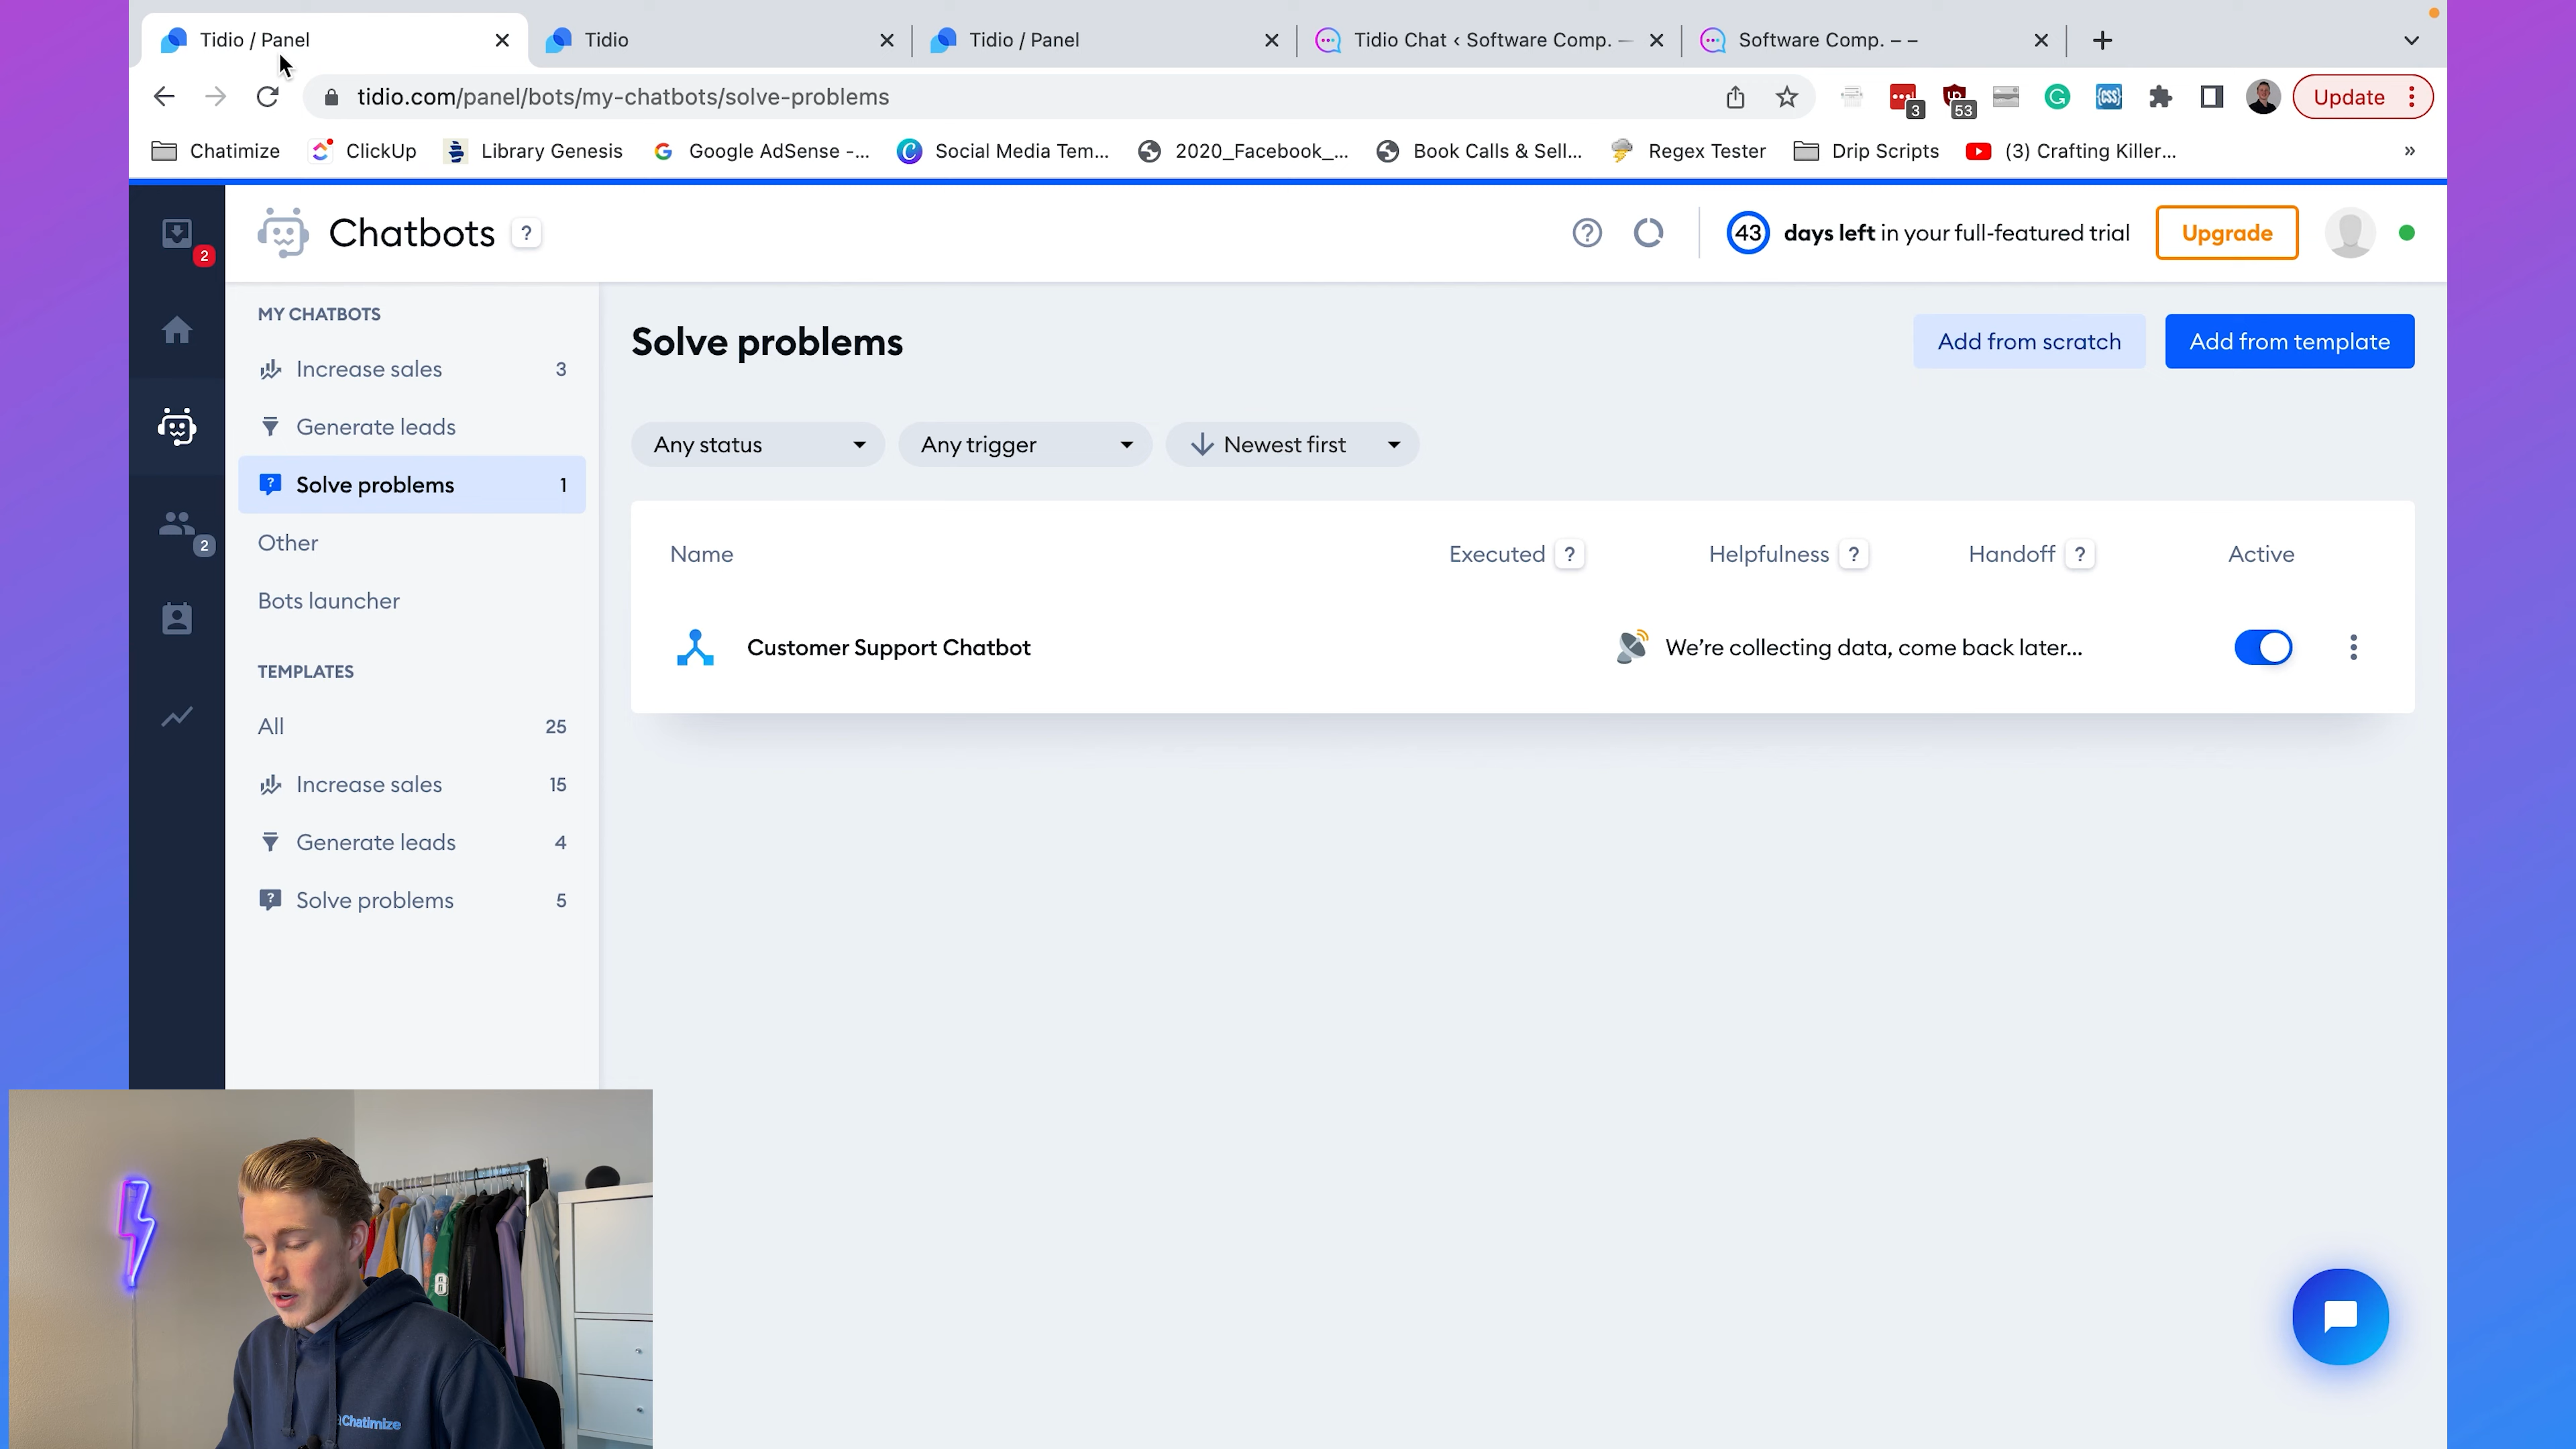 Tidio / Panel
Tidio
Tidio / Panel
Tidio Chat ‹ Software Comp. —
Software Comp. – –
tidio.com/panel/bots/my-chatbots/solve-problems
3
53
Update
Chatimize
ClickUp
Library Genesis
Google AdSense -...
Social Media Tem...
2020_Facebook_...
Book Calls & Sell...
Regex Tester
Drip Scripts
(3) Crafting Killer...
»
2
Chatbots ?
43 days left in your full-featured trial
Upgrade
MY CHATBOTS
Increase sales 3
Generate leads
Solve problems 1
2
Other
Bots launcher
TEMPLATES
All 25
Increase sales 15
Generate leads 4
Solve problems 5
Solve problems
Add from scratch
Add from template
Any status
Any trigger
Newest first
Name
Executed ?
Helpfulness ?
Handoff ?
Active
Customer Support Chatbot
We're collecting data, come back later...
Chatimize